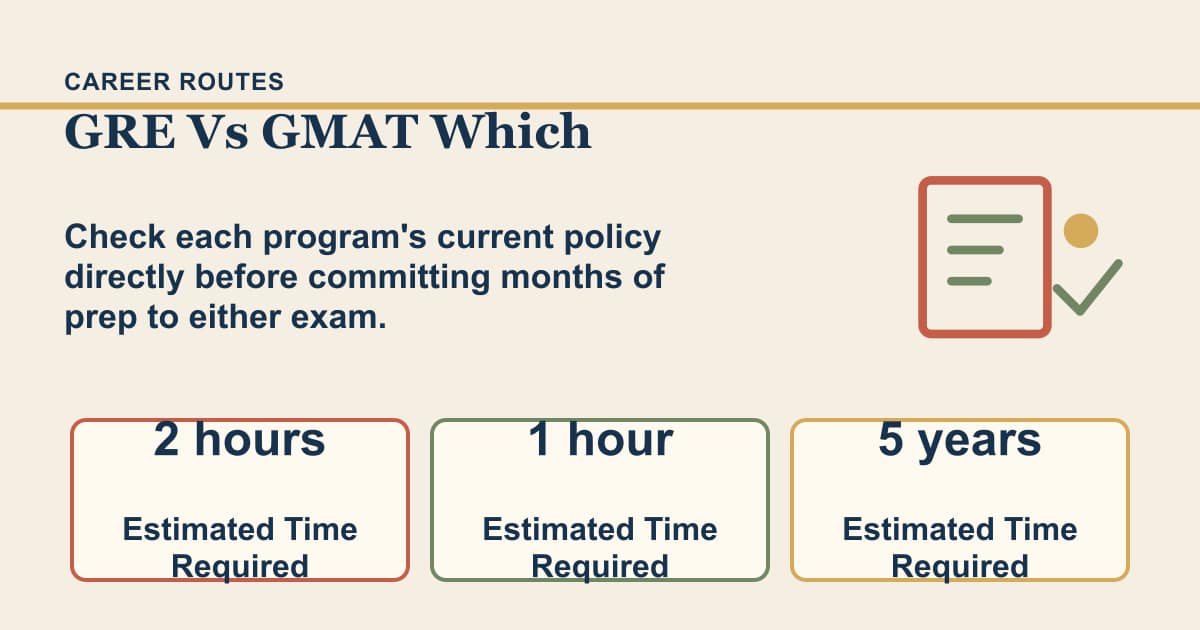 CAREER ROUTES
GRE Vs GMAT Which
Check each program's current policy
directly before committing months of
prep to either exam.
2 hours
Estimated Time
Required
1 hour
Estimated Time
Required
5 years
Estimated Time
Required